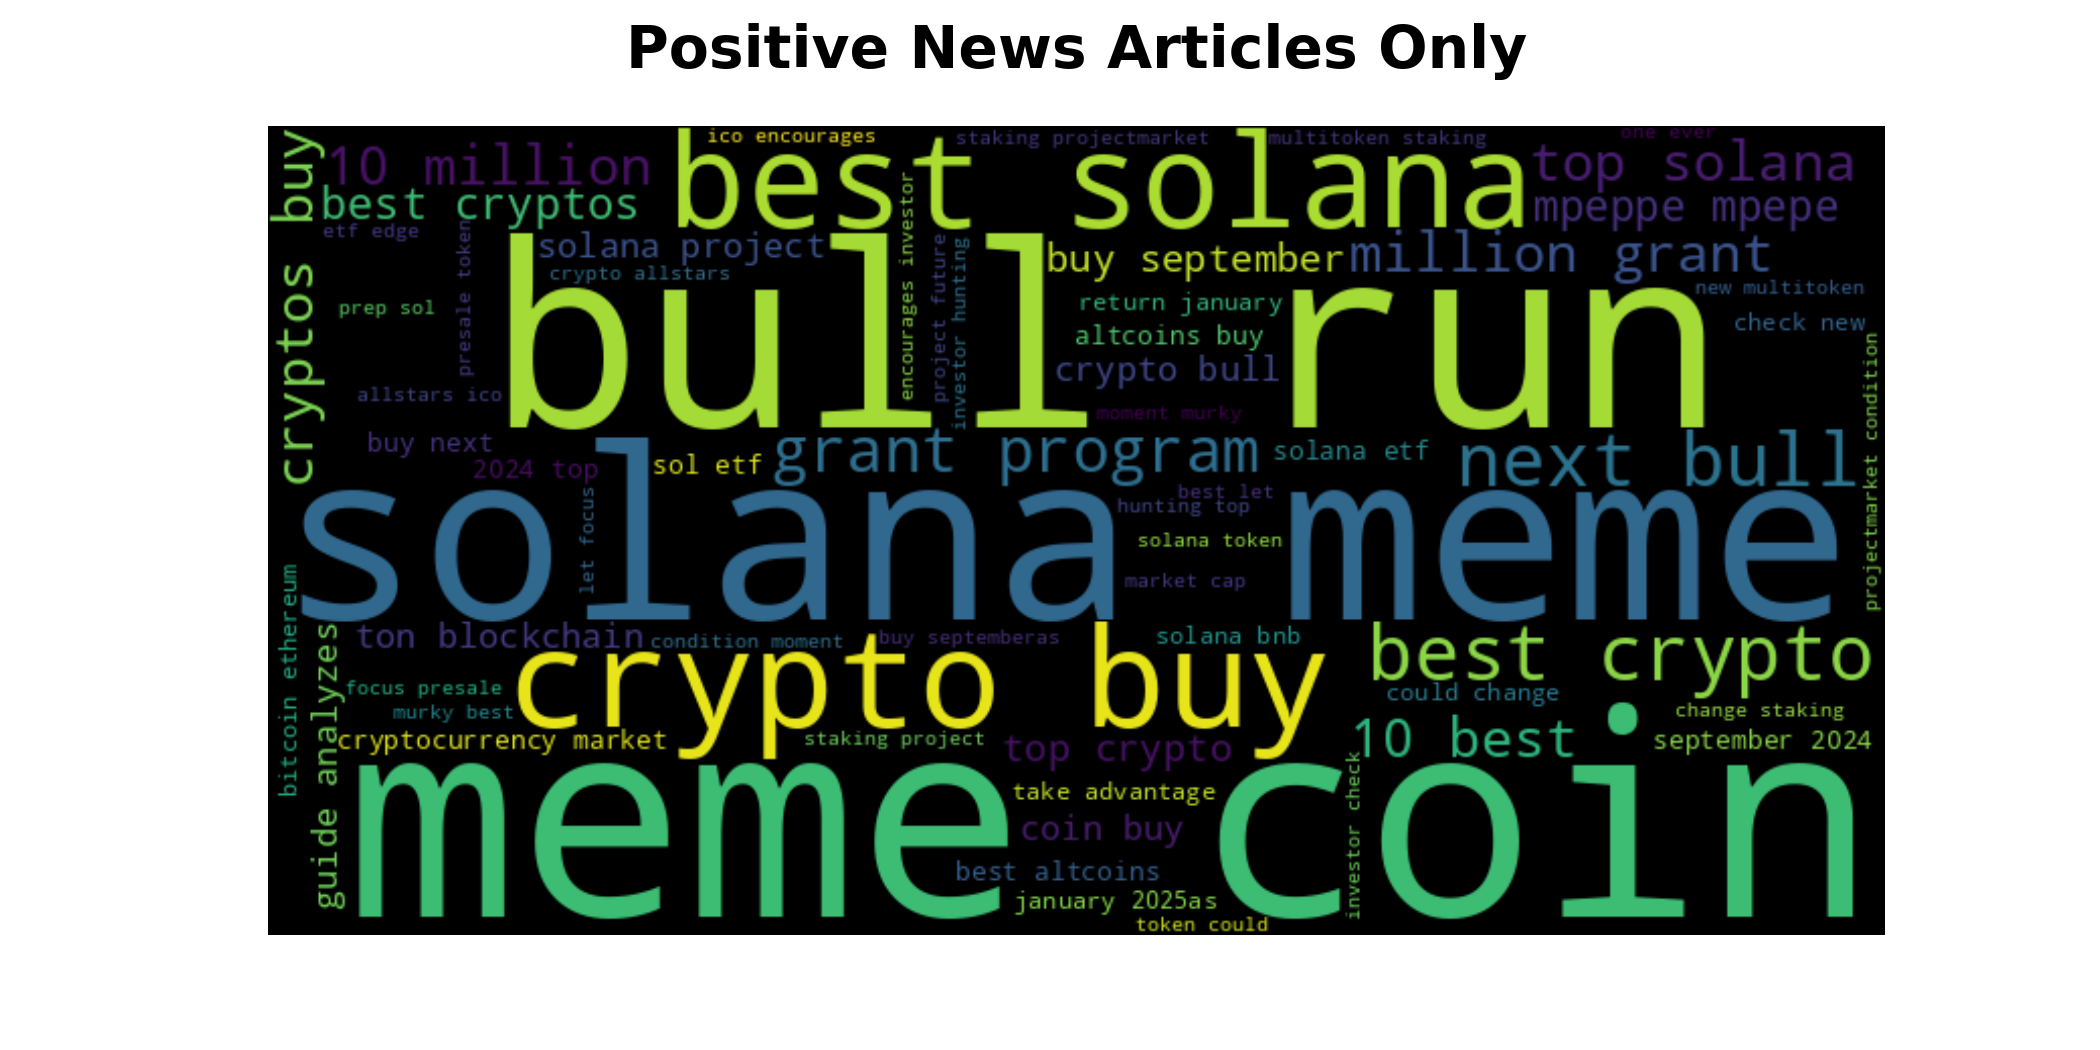 Positive News Articles Only
ico encourages
staking projectmarket
multitoken staking
one ever
cryptos buy
10 million
best solana
top solana
best cryptos
mpeppe mpepe
etf edge
presale token
solana project
encourages investor
project future
investor hunting
buy september
million grant
crypto allstars
bull run
new multitoken
prep sol
return january
check new
altcoins buy
crypto bull
projectmarket condition
allstars ico
moment murky
buy next
2024 top
sol etf
grant program
solana etf
next bull
solana meme
let focus
best let
hunting top
solana token
market cap
bitcoin ethereum
guide analyzes
ton blockchain
condition moment
buy septemberas
solana bnb
crypto buy
best crypto
focus presale
could change
murky best
change staking
cryptocurrency market
staking project
top crypto
10 best
september 2024
meme coin
take advantage
investor check
coin buy
best altcoins
january 2025as
token could